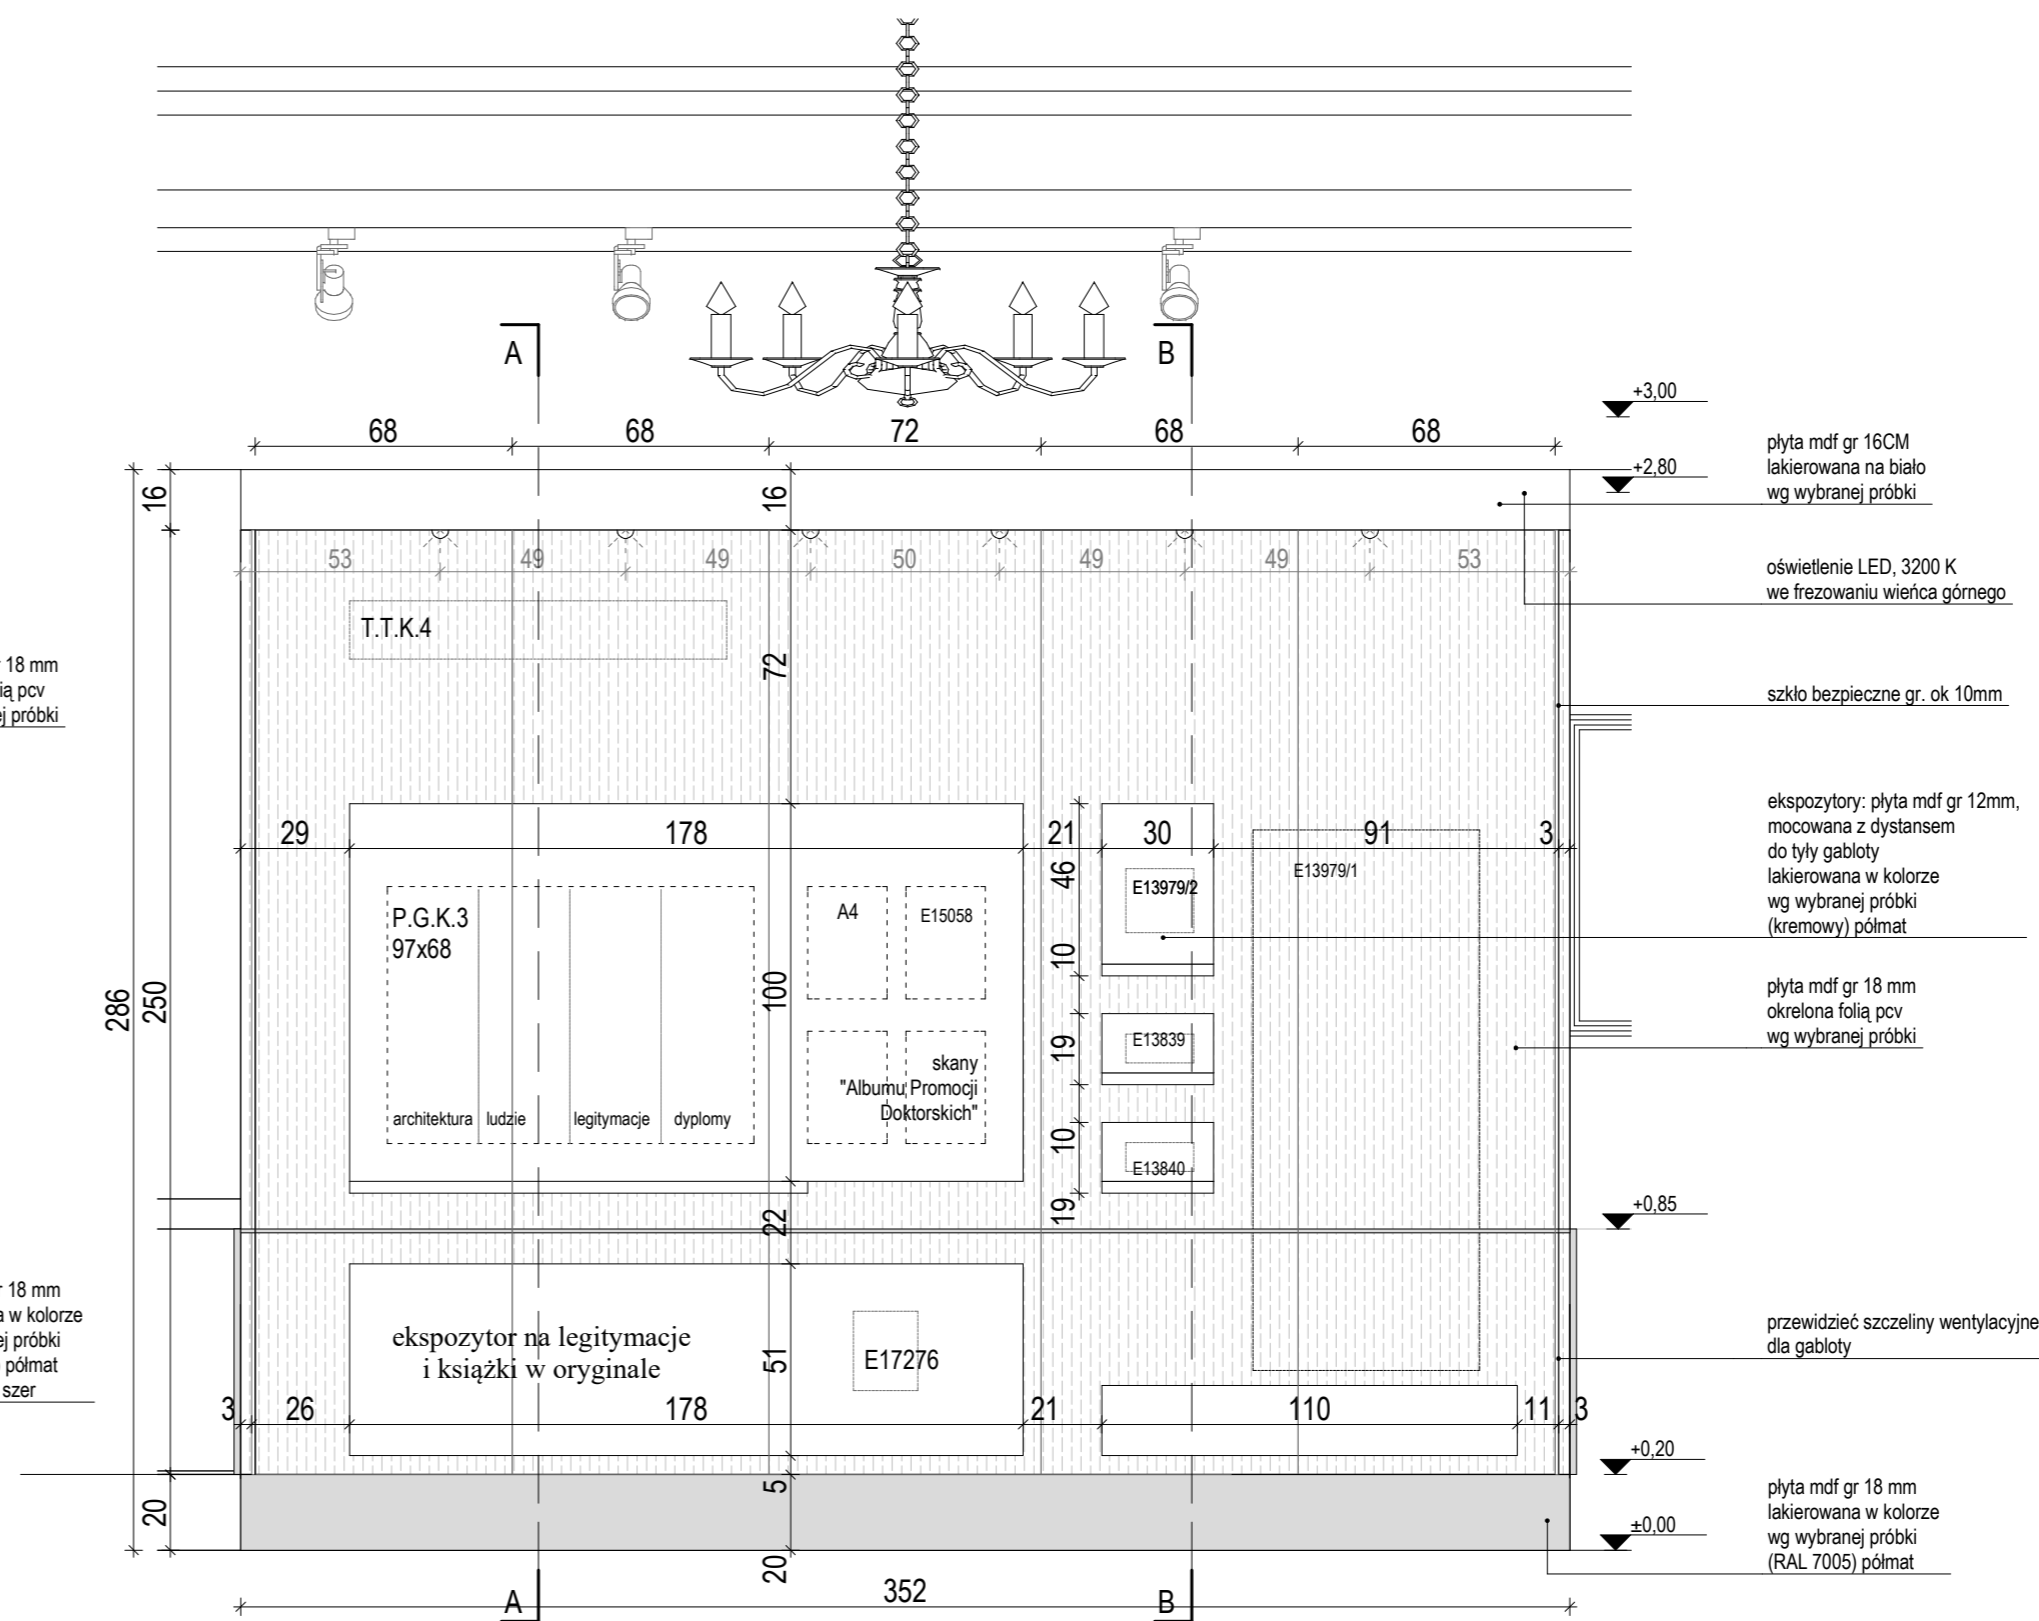 A
B
+3,00
68
68
72
68
68
płyta mdf gr 16CM
lakierowana na biało
wg wybranej próbki
+2,80
16
16
53
49
49
50
49
49
53
oświetlenie LED, 3200 K
we frezowaniu wieńca górnego
T.T.K.4
72
18 mm
ią pcv
ej próbki
szkło bezpieczne gr. ok 10mm
29
178
21
30
91
3
ekspozytory: płyta mdf gr 12mm,
mocowana z dystansem
do tyły gabloty
lakierowana w kolorze
wg wybranej próbki
(kremowy) półmat
46
E13979/2
E13979/1
P.G.K.3
97x68
A4
E15058
10
286
250
100
płyta mdf gr 18 mm
okrelona folią pcv
wg wybranej próbki
19
E13839
skany
"Albumu Promocji
Doktorskich"
architektura
ludzie
legitymacje
dyplomy
10
E13840
19
22
+0,85
r 18 mm
a w kolorze
ej próbki
półmat
szer
ekspozytor na legitymacje
i książki w oryginale
51
E17276
przewidzieć szczeliny wentylacyjne
dla gabloty
3
26
178
21
110
11
3
+0,20
5
20
płyta mdf gr 18 mm
lakierowana w kolorze
wg wybranej próbki
(RAL 7005) półmat
±0,00
20
352
A
B